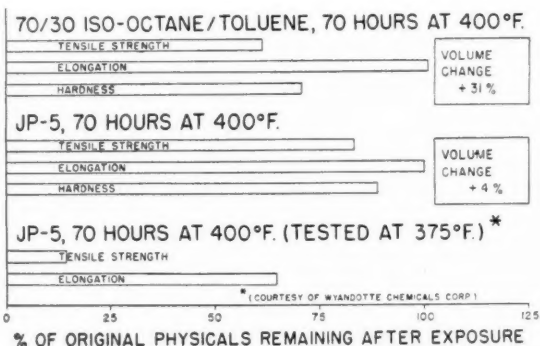 70/30 ISO-OCTANE/TOLUENE, 70 HOURS AT 400°F.
TENSILE STRENGTH
ELONGATION
HARDNESS
VOLUME
CHANGE
+ 31 %
JP-5, 70 HOURS AT 400°F.
TENSILE STRENGTH
ELONGATION
HARDNESS
VOLUME
CHANGE
+ 4 %
JP-5, 70 HOURS AT 400°F. (TESTED AT 375°F.) *
TENSILE STRENGTH
ELONGATION
* (COURTESY OF WYANDOTTE CHEMICALS CORP.)
0 25 50 75 100 125
% OF ORIGINAL PHYSICALS REMAINING AFTER EXPOSURE